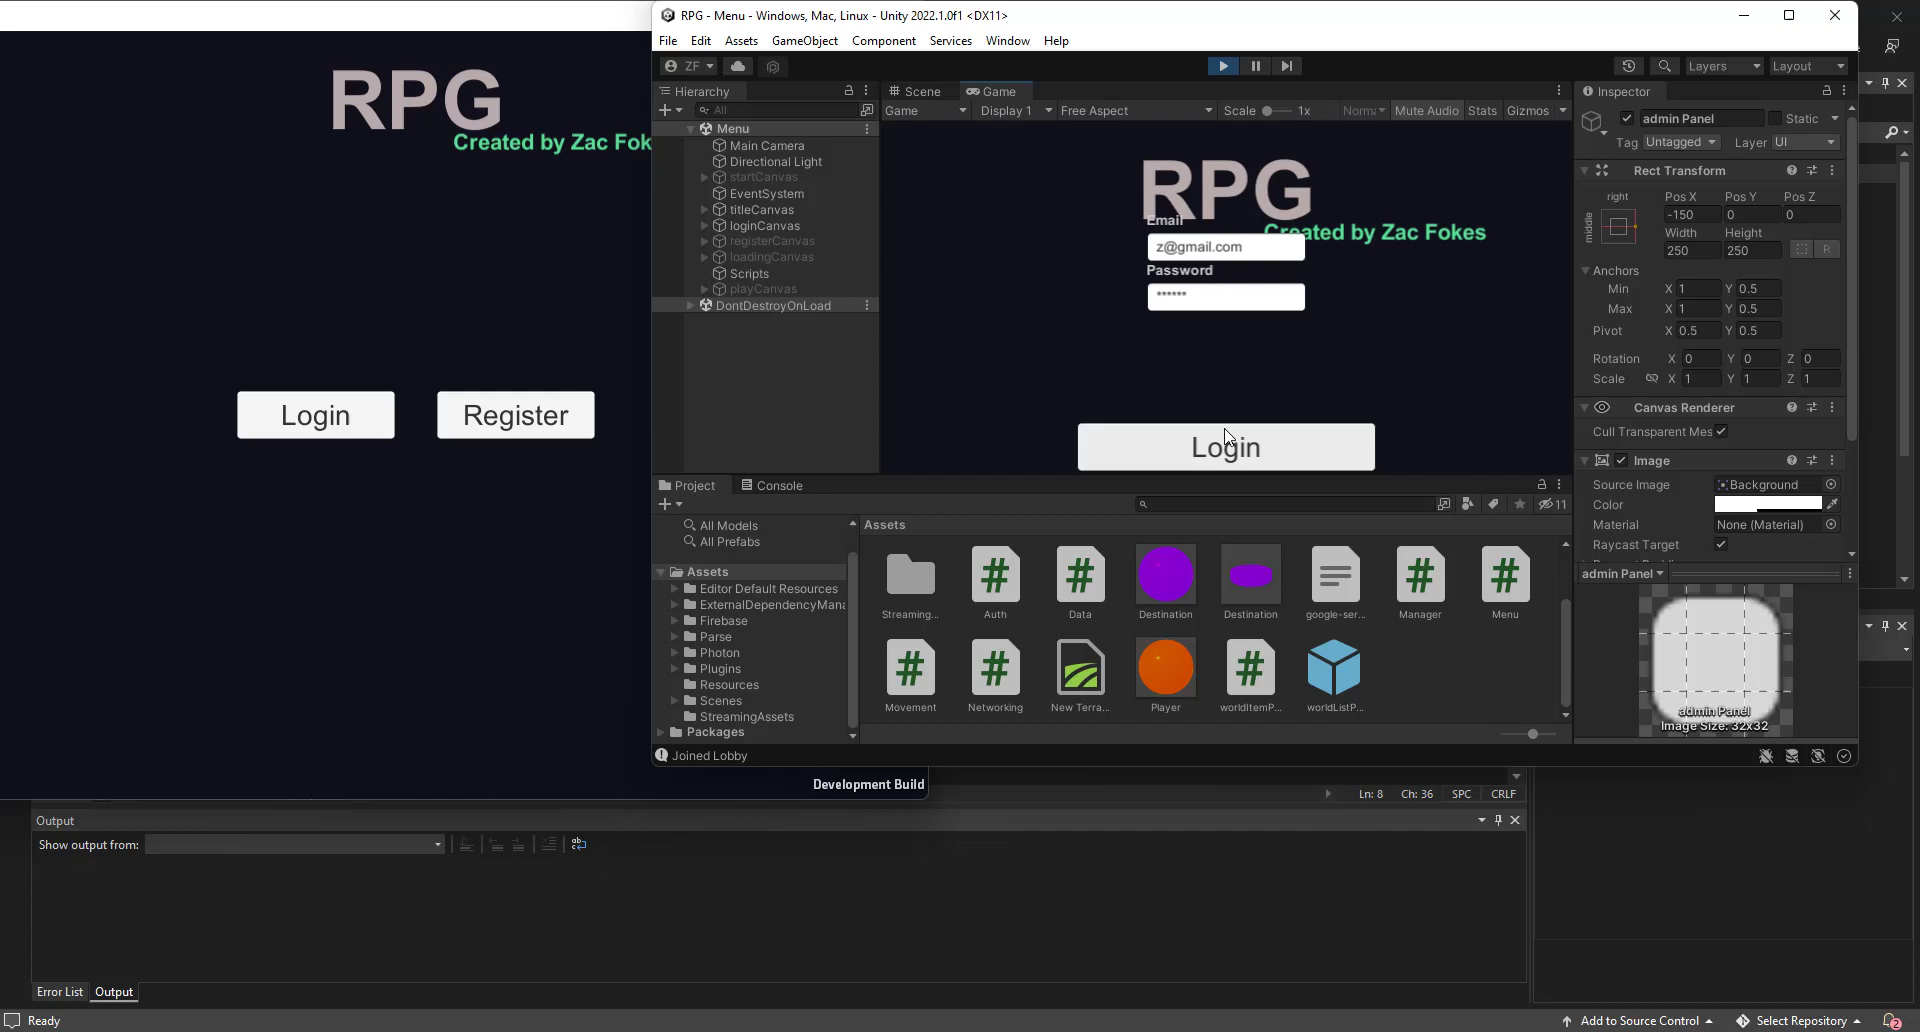 RPG - Menu - Windows, Mac, Linux - Unity 2022.1.0f1 <DX11>
File Edit Assets GameObject Component Services Window Help
ZF
Layers Layout
RPG
Created by Zac Fok
Login Register
Development Build
Hierarchy
All
Menu
Main Camera
Directional Light
startCanvas
EventSystem
titleCanvas
loginCanvas
registerCanvas
loadingCanvas
Scripts
playCanvas
DontDestroyOnLoad
Scene Game
Game Display 1 Free Aspect Scale 1x Norma Mute Audio Stats Gizmos
RPG
Created by Zac Fokes
Email
z@gmail.com
Password
******
Login
Inspector
admin Panel Static
Tag Untagged Layer UI
Rect Transform
right
middle
Pos X Pos Y Pos Z
-150 0 0
Width Height
250 250
R
Anchors
Min X 1 Y 0.5
Max X 1 Y 0.5
Pivot X 0.5 Y 0.5
Rotation X 0 Y 0 Z 0
Scale X 1 Y 1 Z 1
Canvas Renderer
Cull Transparent Mes
Image
Source Image Background
Color
Material None (Material)
Raycast Target
admin Panel
admin Panel
Image Size: 32x32
Project Console
11
All Models
All Prefabs
Assets
Editor Default Resources
ExternalDependencyMana
Firebase
Parse
Photon
Plugins
Resources
Scenes
StreamingAssets
Packages
Assets
Streaming... Auth Data Destination Destination google-ser... Manager Menu
Movement Networking New Terra... Player worldItemP... worldListP...
Joined Lobby
Ln: 8 Ch: 36 SPC CRLF
Output
Show output from:
Error List Output
Ready
Add to Source Control Select Repository 2